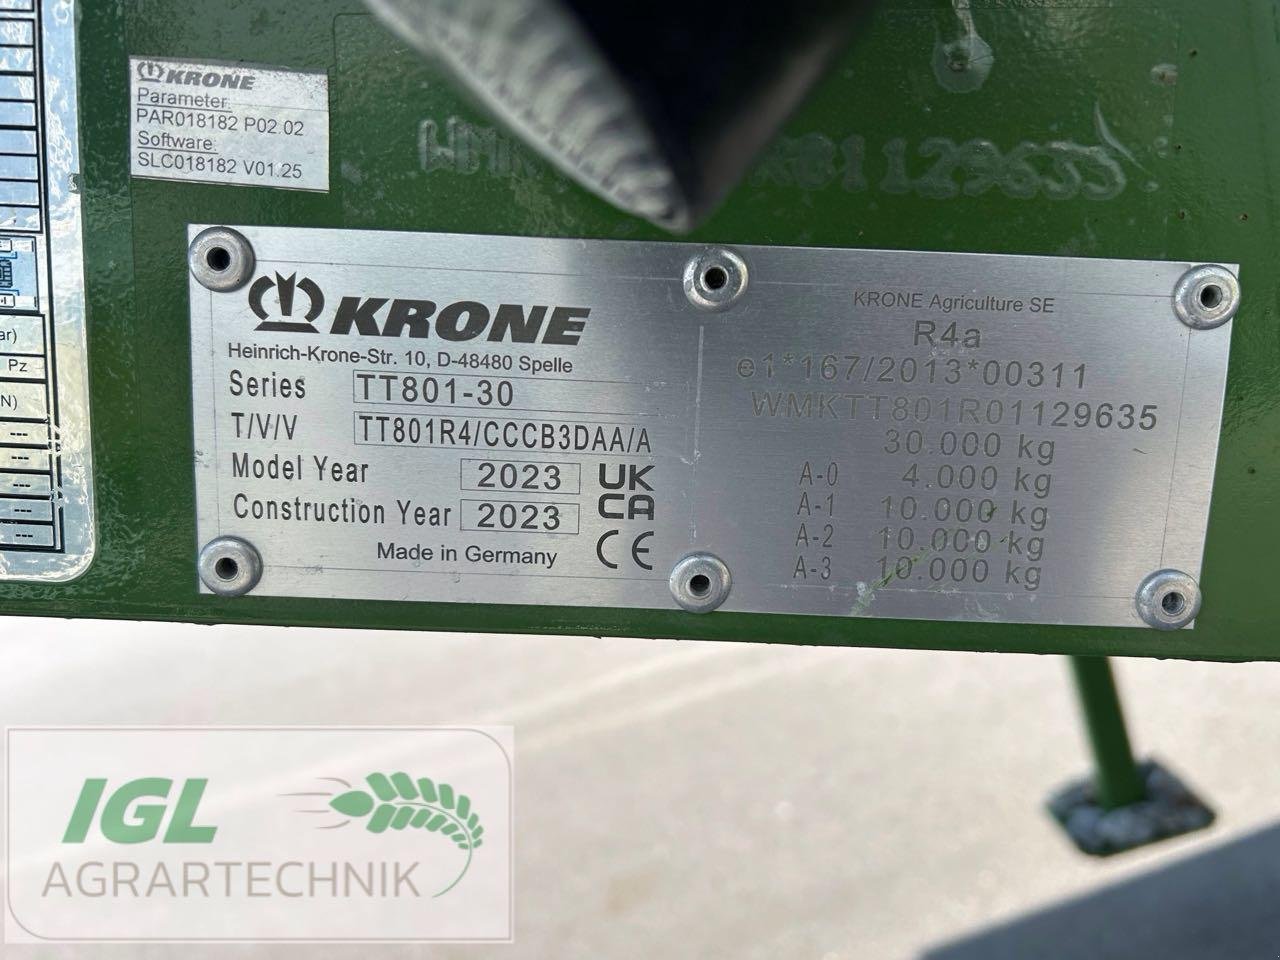 KRONE
Parameter
PAR018182 P02.02
Software
SLC018182 V01.25
1129635
ar)
Pz
N)
---
---
---
---
---
KRONE
Heinrich-Krone-Str. 10, D-48480 Spelle
Series TT801-30
T/V/V TT801R4/CCCB3DAA/A
Model Year 2023
Construction Year 2023
UK
CA
CE
Made in Germany
KRONE Agriculture SE
R4a
e1*167/2013*00311
WMKTT801R01129635
30.000 kg
A-0 4.000 kg
A-1 10.000 kg
A-2 10.000 kg
A-3 10.000 kg
IGL
AGRARTECHNIK